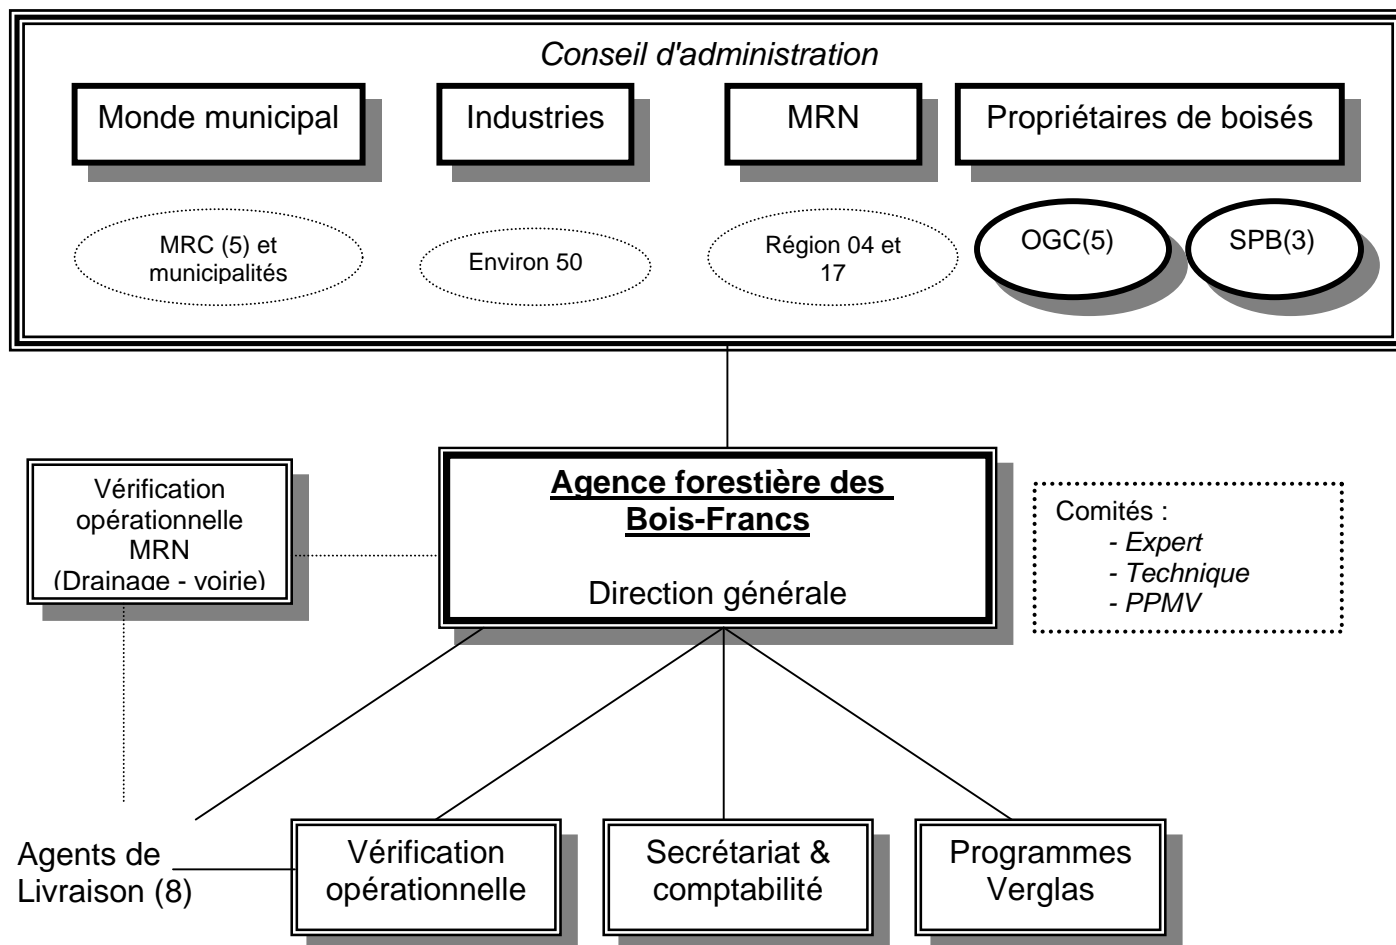 Conseil d'administration
Monde municipal
Industries
MRN
Propriétaires de boisés
MRC (5) et
municipalités
Environ 50
Région 04 et
17
OGC(5)
SPB(3)
Vérification
opérationnelle
MRN
(Drainage - voirie)
Agence forestière des
Bois-Francs
Direction générale
Comités :
- Expert
- Technique
- PPMV
Agents de
Livraison (8)
Vérification
opérationnelle
Secrétariat &
comptabilité
Programmes
Verglas